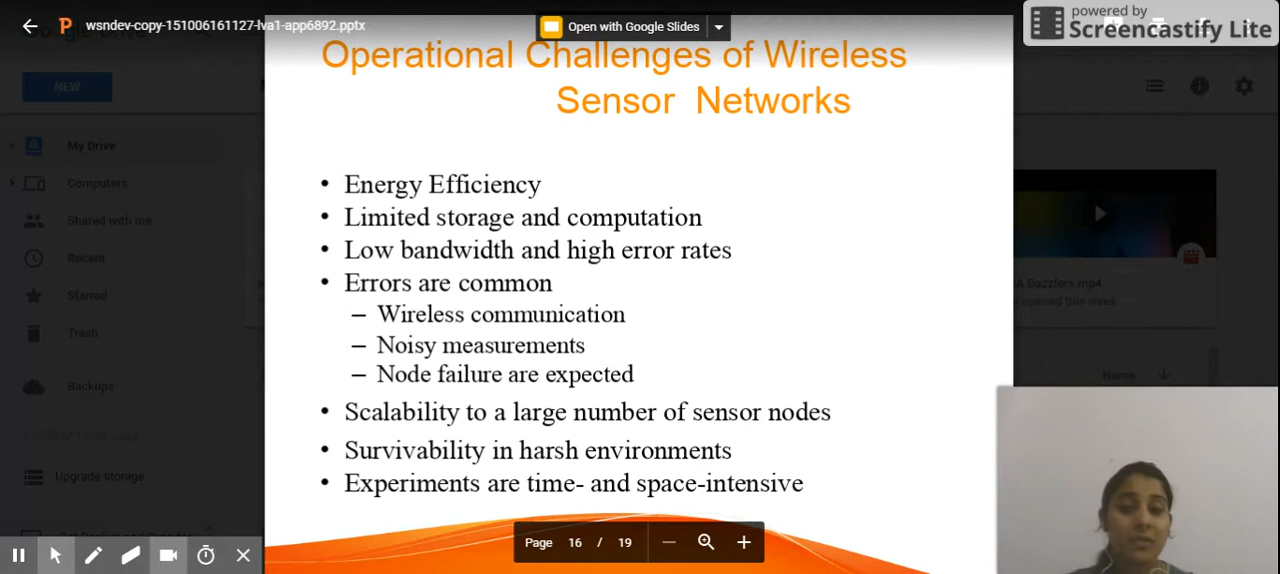 wsndev-copy-151006161127-lva1-app6892.pptx
Open with Google Slides
powered by
Screencastify Lite
Operational Challenges of Wireless
Sensor Networks
NEW
My Drive
Computers
Shared with me
Recent
Starred
Trash
Backups
Upgrade storage
• Energy Efficiency
• Limited storage and computation
• Low bandwidth and high error rates
• Errors are common
– Wireless communication
– Noisy measurements
– Node failure are expected
• Scalability to a large number of sensor nodes
• Survivability in harsh environments
• Experiments are time- and space-intensive
A Dazzlers.mp4
opened this week
Name
Page 16 / 19